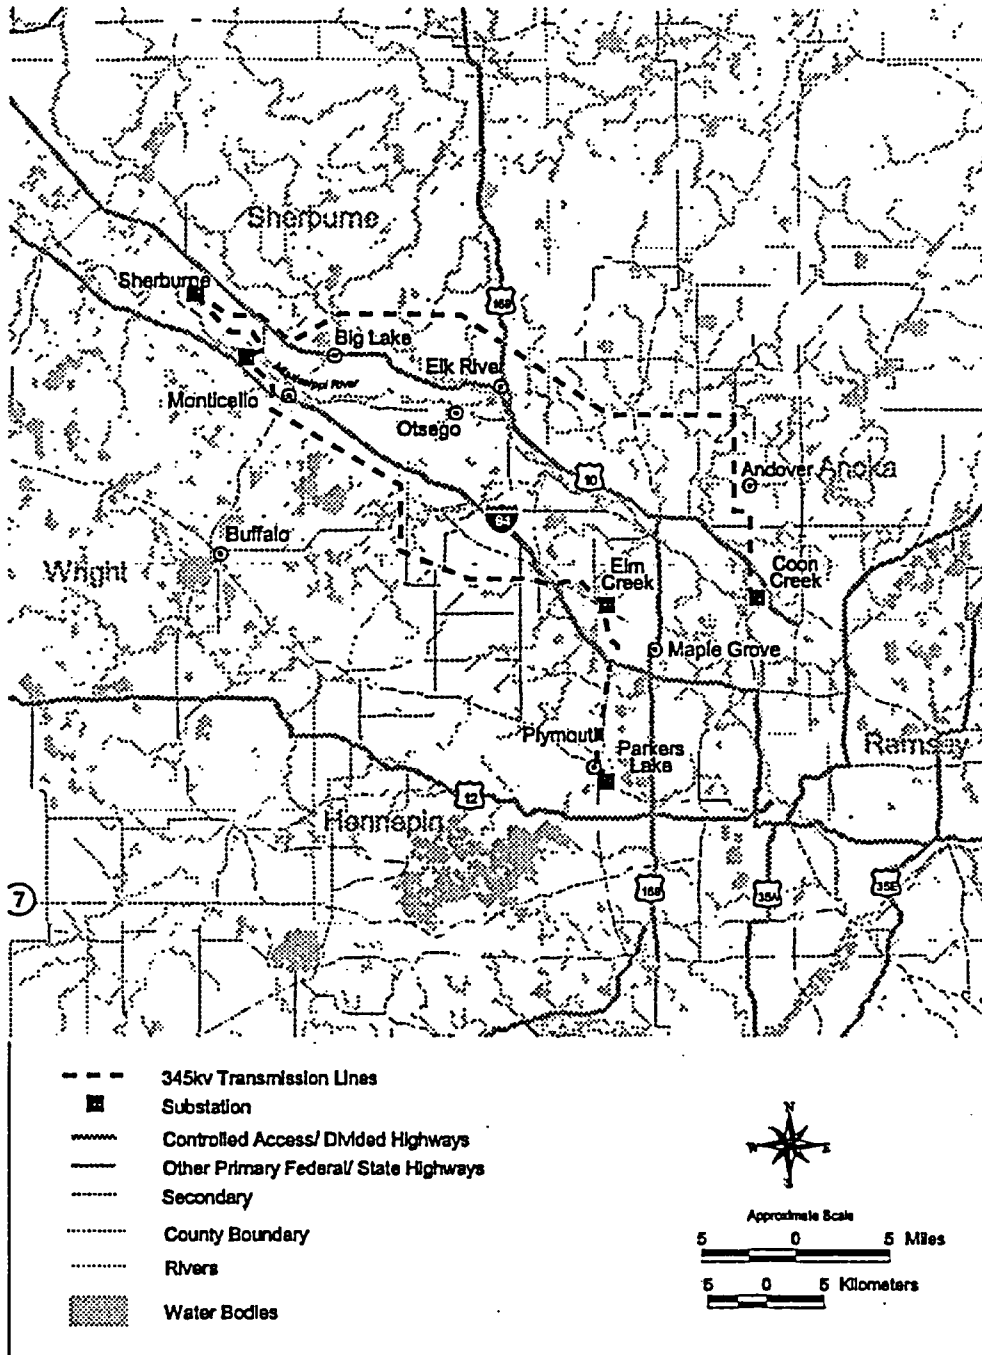 Sherburne
Sherburne
169
Big Lake
Elk River
Mississippi River
Monticello
Otsego
10
Andover
Anoka
94
Buffalo
Wright
Elm
Creek
Coon
Creek
Maple Grove
Plymouth
Parkers
Lake
Ramsay
12
Hennepin
7
169
35E
345kv Transmission Lines
Substation
Controlled Access/ Divided Highways
Other Primary Federal/ State Highways
Secondary
County Boundary
Rivers
Water Bodies
N
W
E
S
Approximate Scale
5 0 5 Miles
5 0 5 Kilometers